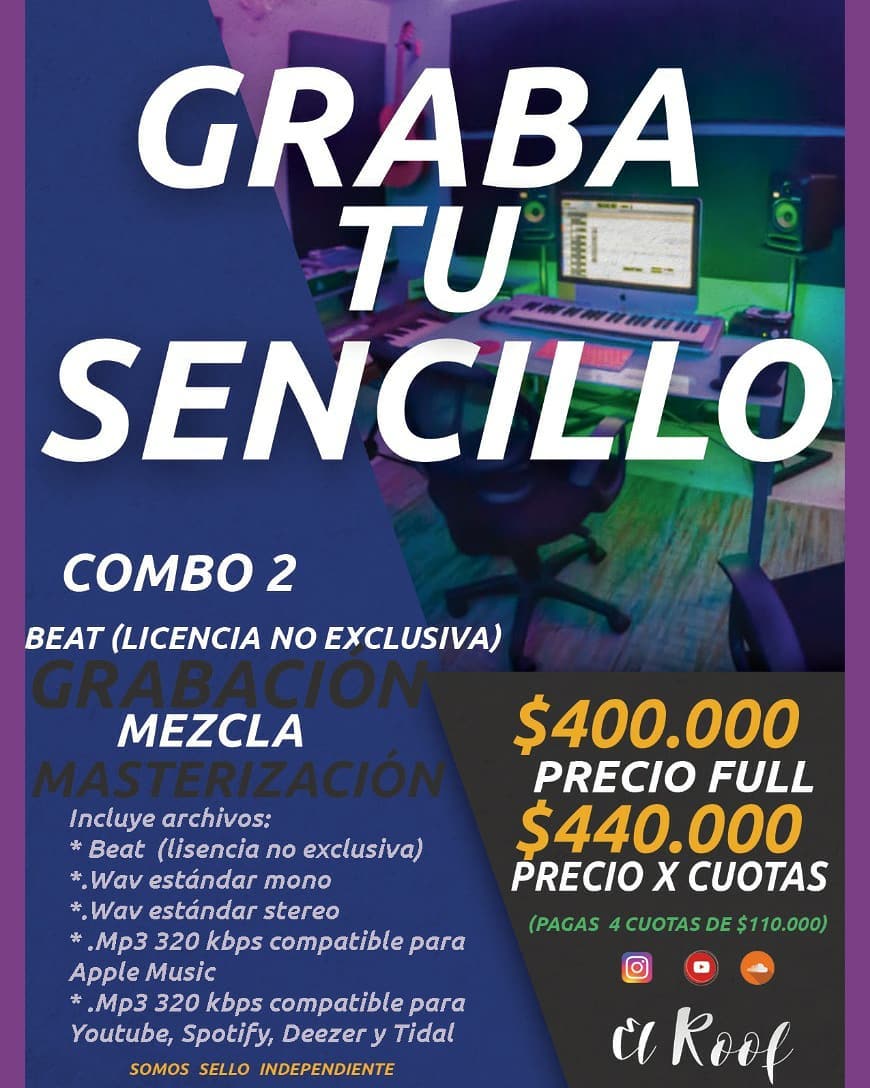 GRABA
TU
SENCILLO
COMBO 2
BEAT (LICENCIA NO EXCLUSIVA)
GRABACIÓN
MEZCLA
MASTERIZACIÓN
Incluye archivos:
* Beat (lisencia no exclusiva)
*.Wav estándar mono
*.Wav estándar stereo
* .Mp3 320 kbps compatible para
Apple Music
* .Mp3 320 kbps compatible para
Youtube, Spotify, Deezer y Tidal
SOMOS SELLO INDEPENDIENTE
$400.000
PRECIO FULL
$440.000
PRECIO X CUOTAS
(PAGAS 4 CUOTAS DE $110.000)
El Roof